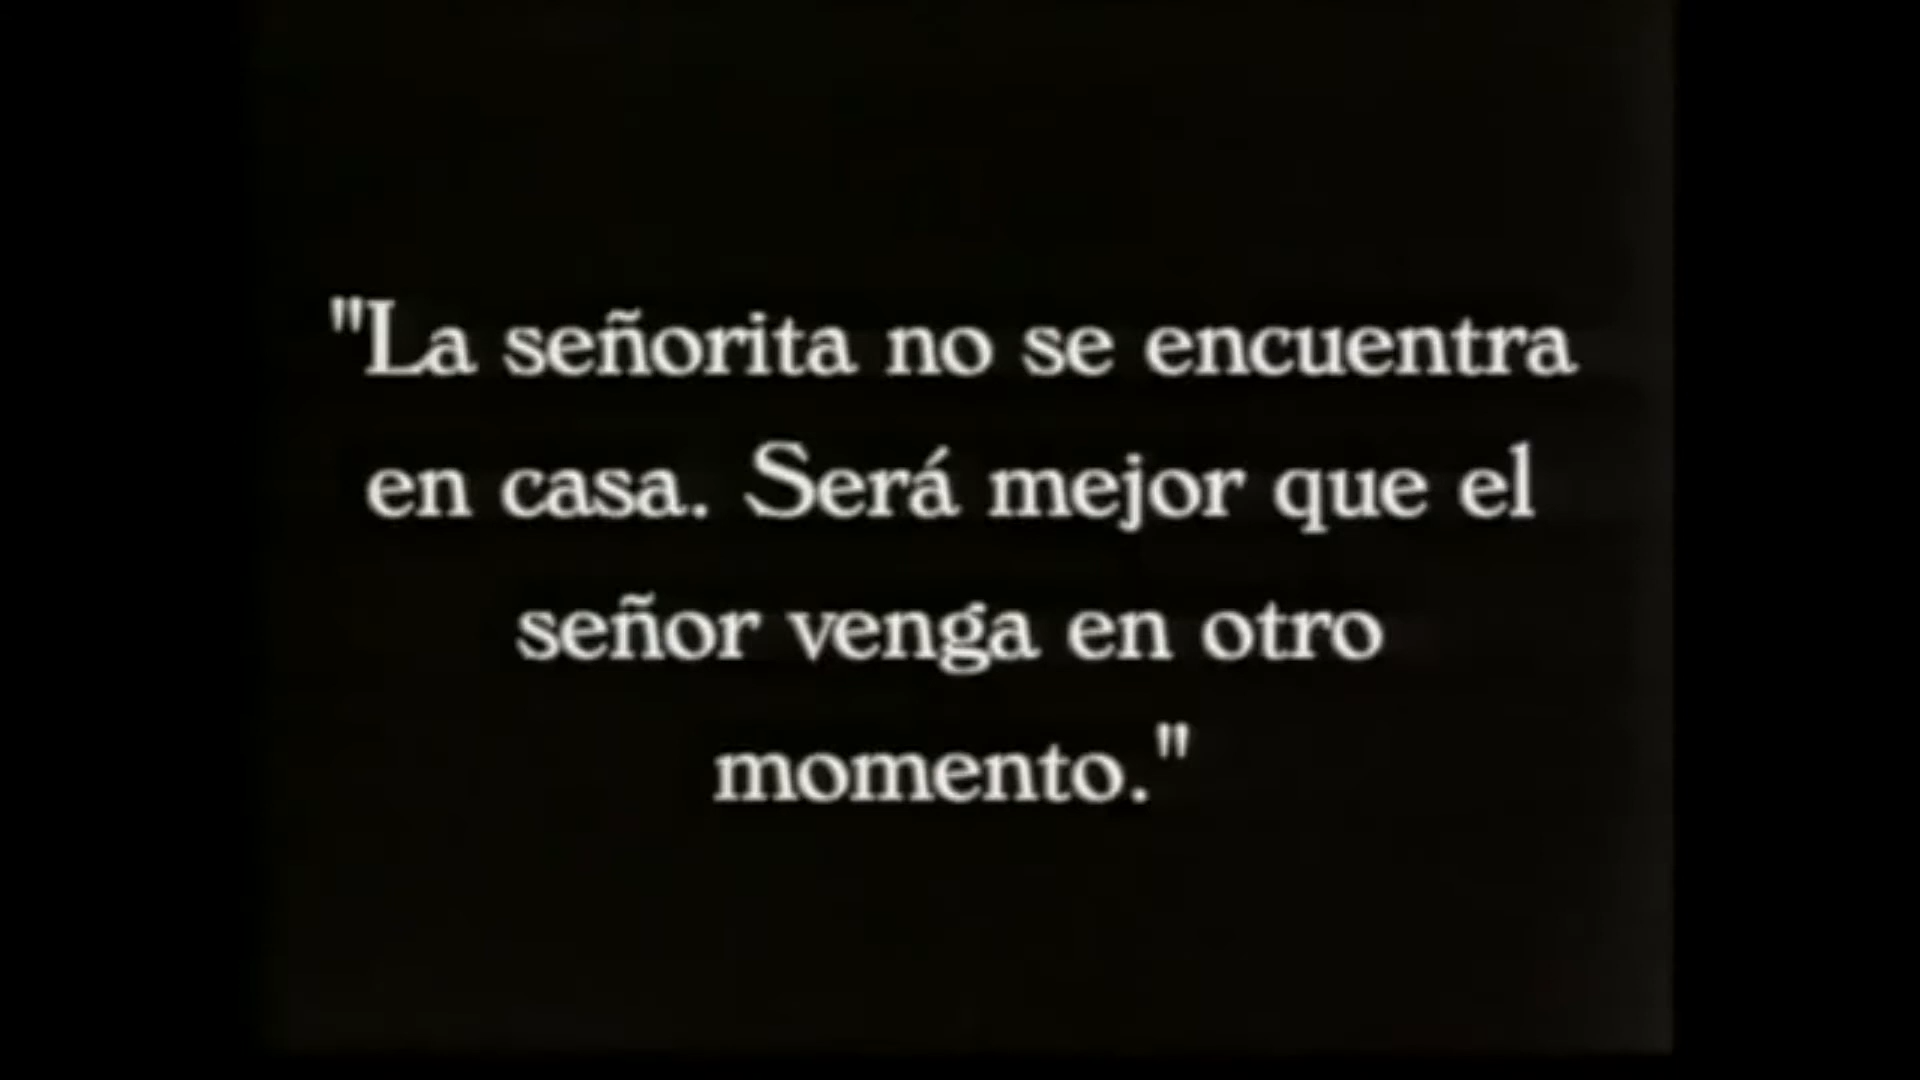 "La señorita no se encuentra
en casa. Será mejor que el
señor venga en otro
momento."